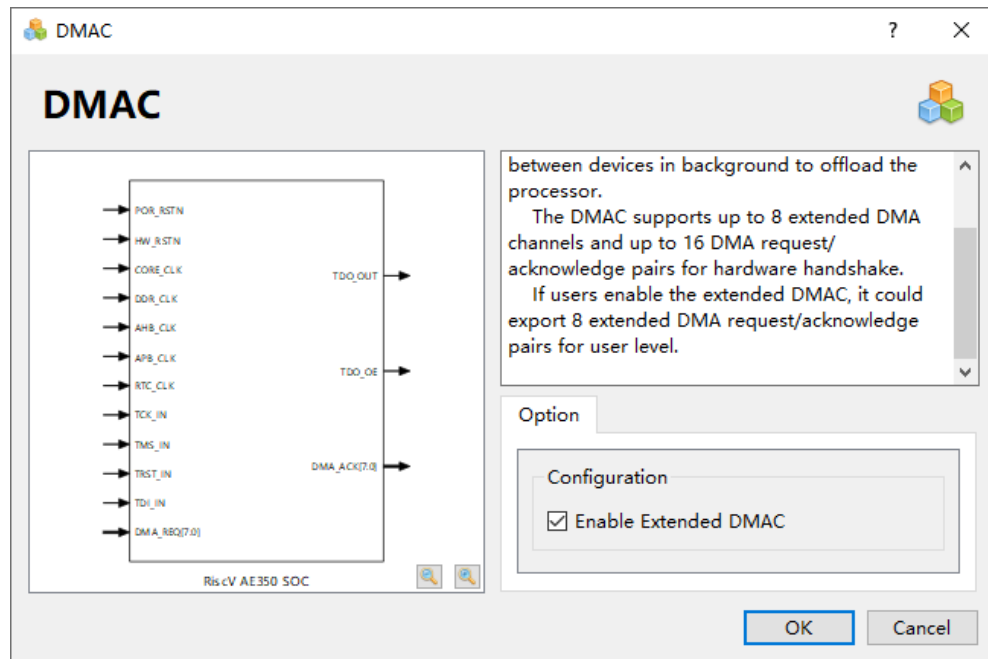 DMAC
?
DMAC
POR_RSTN
HW_RSTN
CORE_CLK
DDR_CLK
AHB_CLK
APB_CLK
RTC_CLK
TCK_IN
TMS_IN
TRST_IN
TDI_IN
DMA_REQ[7:0]
TDO_OUT
TDO_OE
DMA_ACK[7:0]
RiscV AE350 SOC
between devices in background to offload the
processor.
The DMAC supports up to 8 extended DMA
channels and up to 16 DMA request/
acknowledge pairs for hardware handshake.
If users enable the extended DMAC, it could
export 8 extended DMA request/acknowledge
pairs for user level.
Option
Configuration
Enable Extended DMAC
OK
Cancel